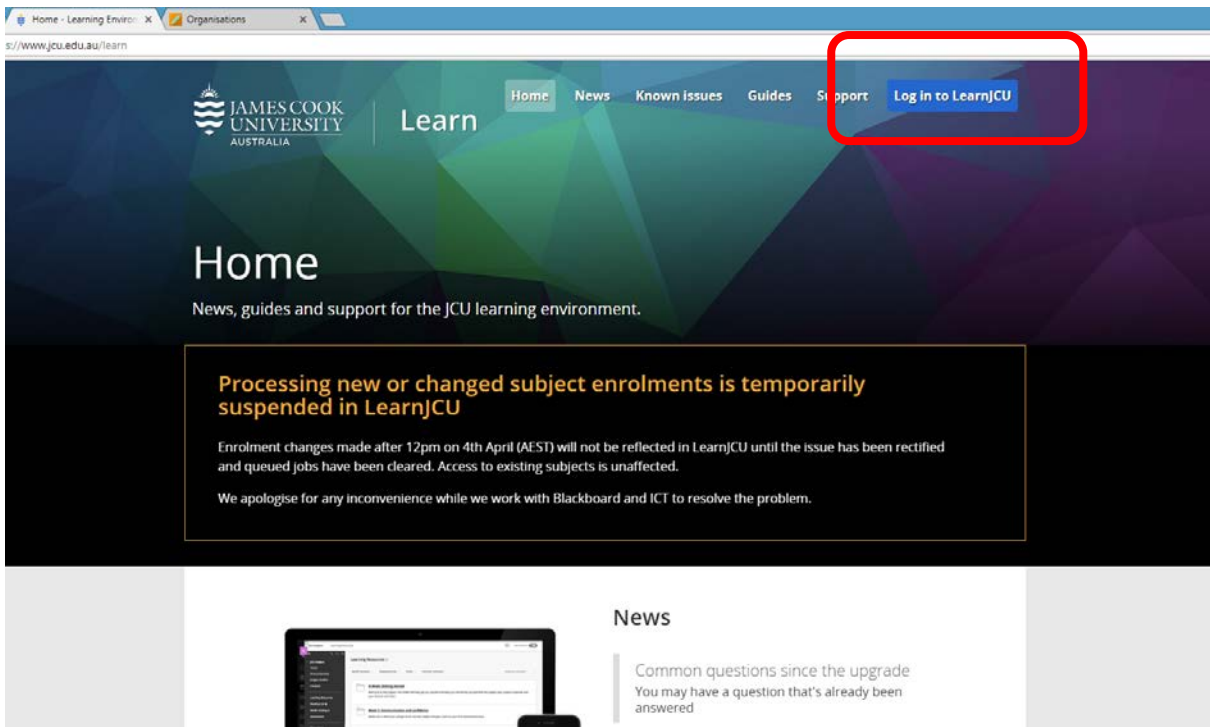 Home - Learning Environ
Organisations
s://www.jcu.edu.au/learn
JAMES COOK
UNIVERSITY
AUSTRALIA
Learn
Home News Known issues Guides Support Log in to LearnJCU
Home
News, guides and support for the JCU learning environment.
Processing new or changed subject enrolments is temporarily
suspended in LearnJCU
Enrolment changes made after 12pm on 4th April (AEST) will not be reflected in LearnJCU until the issue has been rectified
and queued jobs have been cleared. Access to existing subjects is unaffected.
We apologise for any inconvenience while we work with Blackboard and ICT to resolve the problem.
News
Common questions since the upgrade
You may have a question that's already been
answered